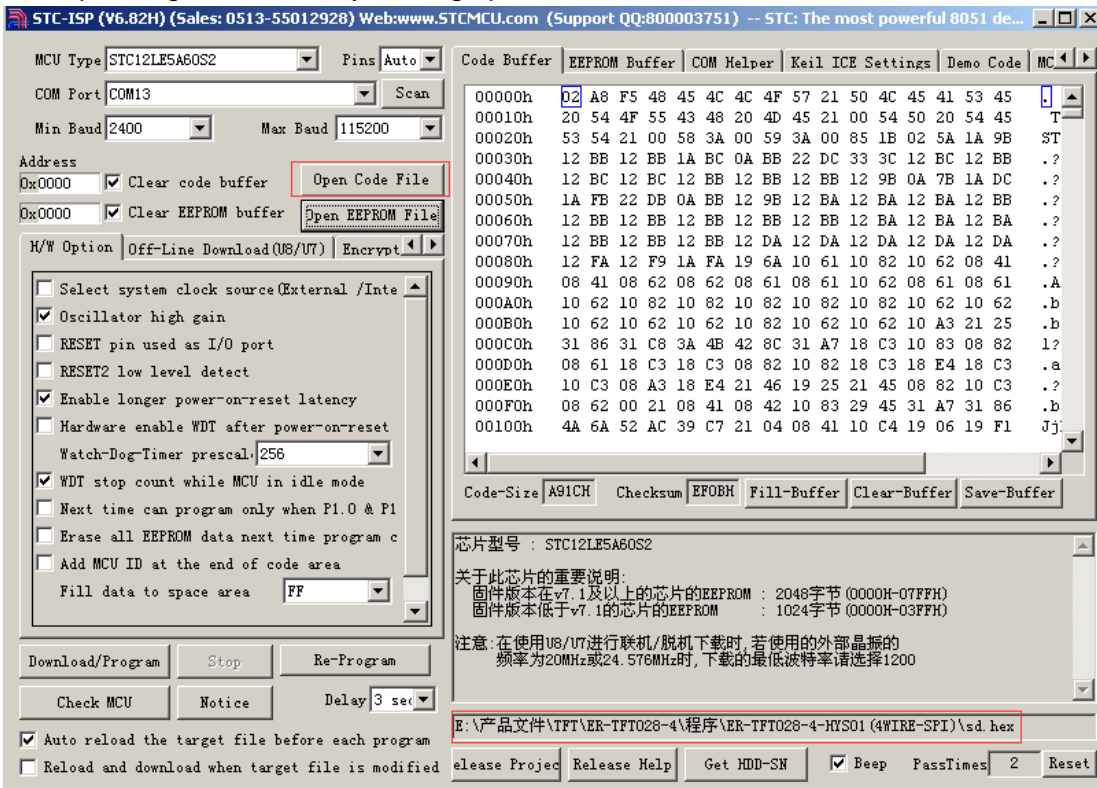 STC-ISP (V6.82H) (Sales: 0513-55012928) Web:www.STCMCU.com (Support QQ:800003751) -- STC: The most powerful 8051 de...
MCU Type STC12LE5A60S2 Pins Auto
COM Port COM13 Scan
Min Baud 2400 Max Baud 115200
Address
0x0000 Clear code buffer Open Code File
0x0000 Clear EEPROM buffer Open EEPROM File
H/W Option Off-Line Download(U8/U7) Encrypt
Select system clock source(External /Inte
Oscillator high gain
RESET pin used as I/O port
RESET2 low level detect
Enable longer power-on-reset latency
Hardware enable WDT after power-on-reset
Watch-Dog-Timer prescal 256
WDT stop count while MCU in idle mode
Next time can program only when P1.0 & P1
Erase all EEPROM data next time program c
Add MCU ID at the end of code area
Fill data to space area FF
Download/Program Stop Re-Program
Check MCU Notice Delay 3 sec
Auto reload the target file before each program
Reload and download when target file is modified
Code Buffer EEPROM Buffer COM Helper Keil ICE Settings Demo Code MC
00000h 02 A8 F5 48 45 4C 4C 4F 57 21 50 4C 45 41 53 45 .
00010h 20 54 4F 55 43 48 20 4D 45 21 00 54 50 20 54 45 T
00020h 53 54 21 00 58 3A 00 59 3A 00 85 1B 02 5A 1A 9B ST
00030h 12 BB 12 BB 1A BC 0A BB 22 DC 33 3C 12 BC 12 BB .?
00040h 12 BC 12 BC 12 BB 12 BB 12 BB 12 9B 0A 7B 1A DC .?
00050h 1A FB 22 DB 0A BB 12 9B 12 BA 12 BA 12 BA 12 BB .?
00060h 12 BB 12 BB 12 BB 12 BB 12 BB 12 BA 12 BA 12 BA .?
00070h 12 BB 12 BB 12 BB 12 DA 12 DA 12 DA 12 DA 12 DA .?
00080h 12 FA 12 F9 1A FA 19 6A 10 61 10 82 10 62 08 41 .?
00090h 08 41 08 62 08 62 08 61 08 61 10 62 08 61 08 61 .A
000A0h 10 62 10 82 10 82 10 82 10 82 10 62 10 62 10 62 .b
000B0h 10 62 10 62 10 62 10 82 10 62 10 62 10 A3 21 25 .b
000C0h 31 86 31 C8 3A 4B 42 8C 31 A7 18 C3 10 83 08 82 1?
000D0h 08 61 18 C3 18 C3 08 82 10 82 18 C3 18 E4 18 C3 .a
000E0h 10 C3 08 A3 18 E4 21 46 19 25 21 45 08 82 10 C3 .?
000F0h 08 62 00 21 08 41 08 42 10 83 29 45 31 A7 31 86 .b
00100h 4A 6A 52 AC 39 C7 21 04 08 41 10 C4 19 06 19 F1 Jj
Code-Size A91CH Checksum EF0BH Fill-Buffer Clear-Buffer Save-Buffer
芯片型号 : STC12LE5A60S2
关于此芯片的重要说明:
固件版本在v7.1及以上的芯片的EEPROM : 2048字节(0000H-07FFH)
固件版本低于v7.1的芯片的EEPROM : 1024字节(0000H-03FFH)
注意:在使用U8/U7进行联机/脱机下载时,若使用的外部晶振的
频率为20MHz或24.576MHz时,下载的最低波特率请选择1200
E:\产品文件\TFT\ER-TFT028-4\程序\ER-TFT028-4-HYS01(4WIRE-SPI)\sd.hex
elease Projec Release Help Get HDD-SN Beep PassTimes 2 Reset